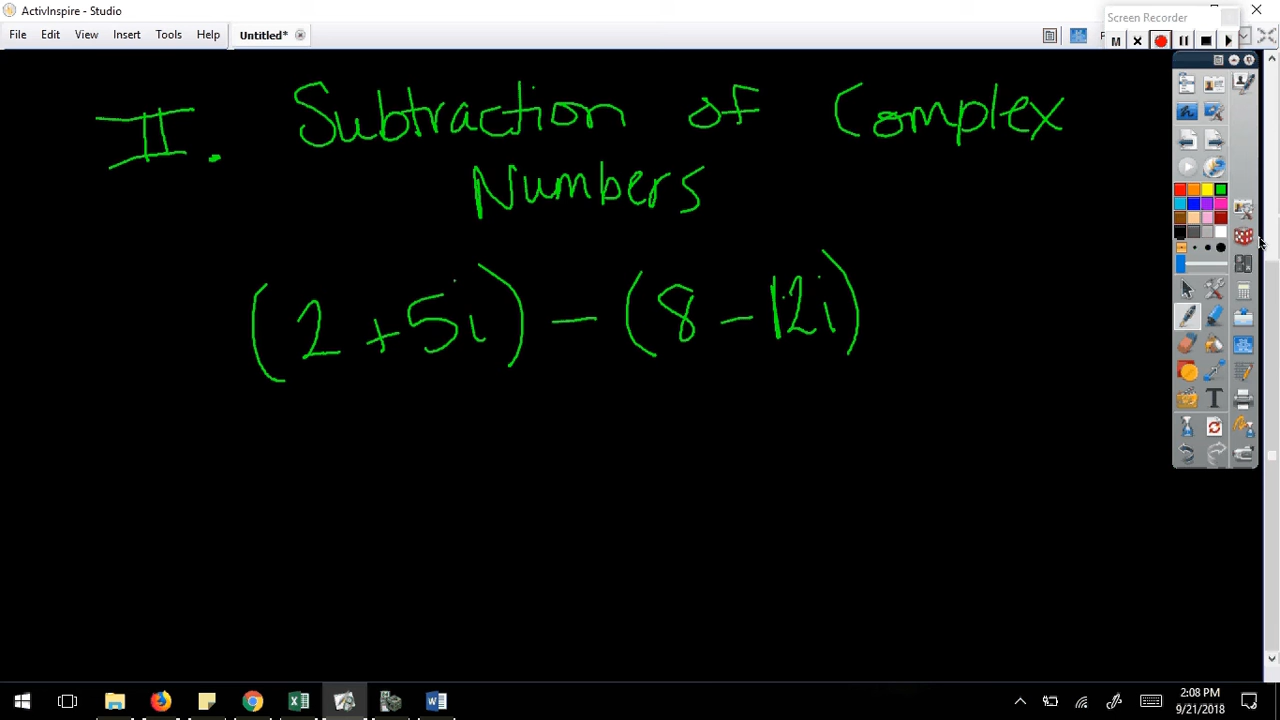 ActivInspire - Studio
Screen Recorder
File Edit View Insert Tools Help Untitled*
II. Subtraction of Complex
Numbers
(2 + 5i) - (8 - 12i)
2:08 PM
9/21/2018